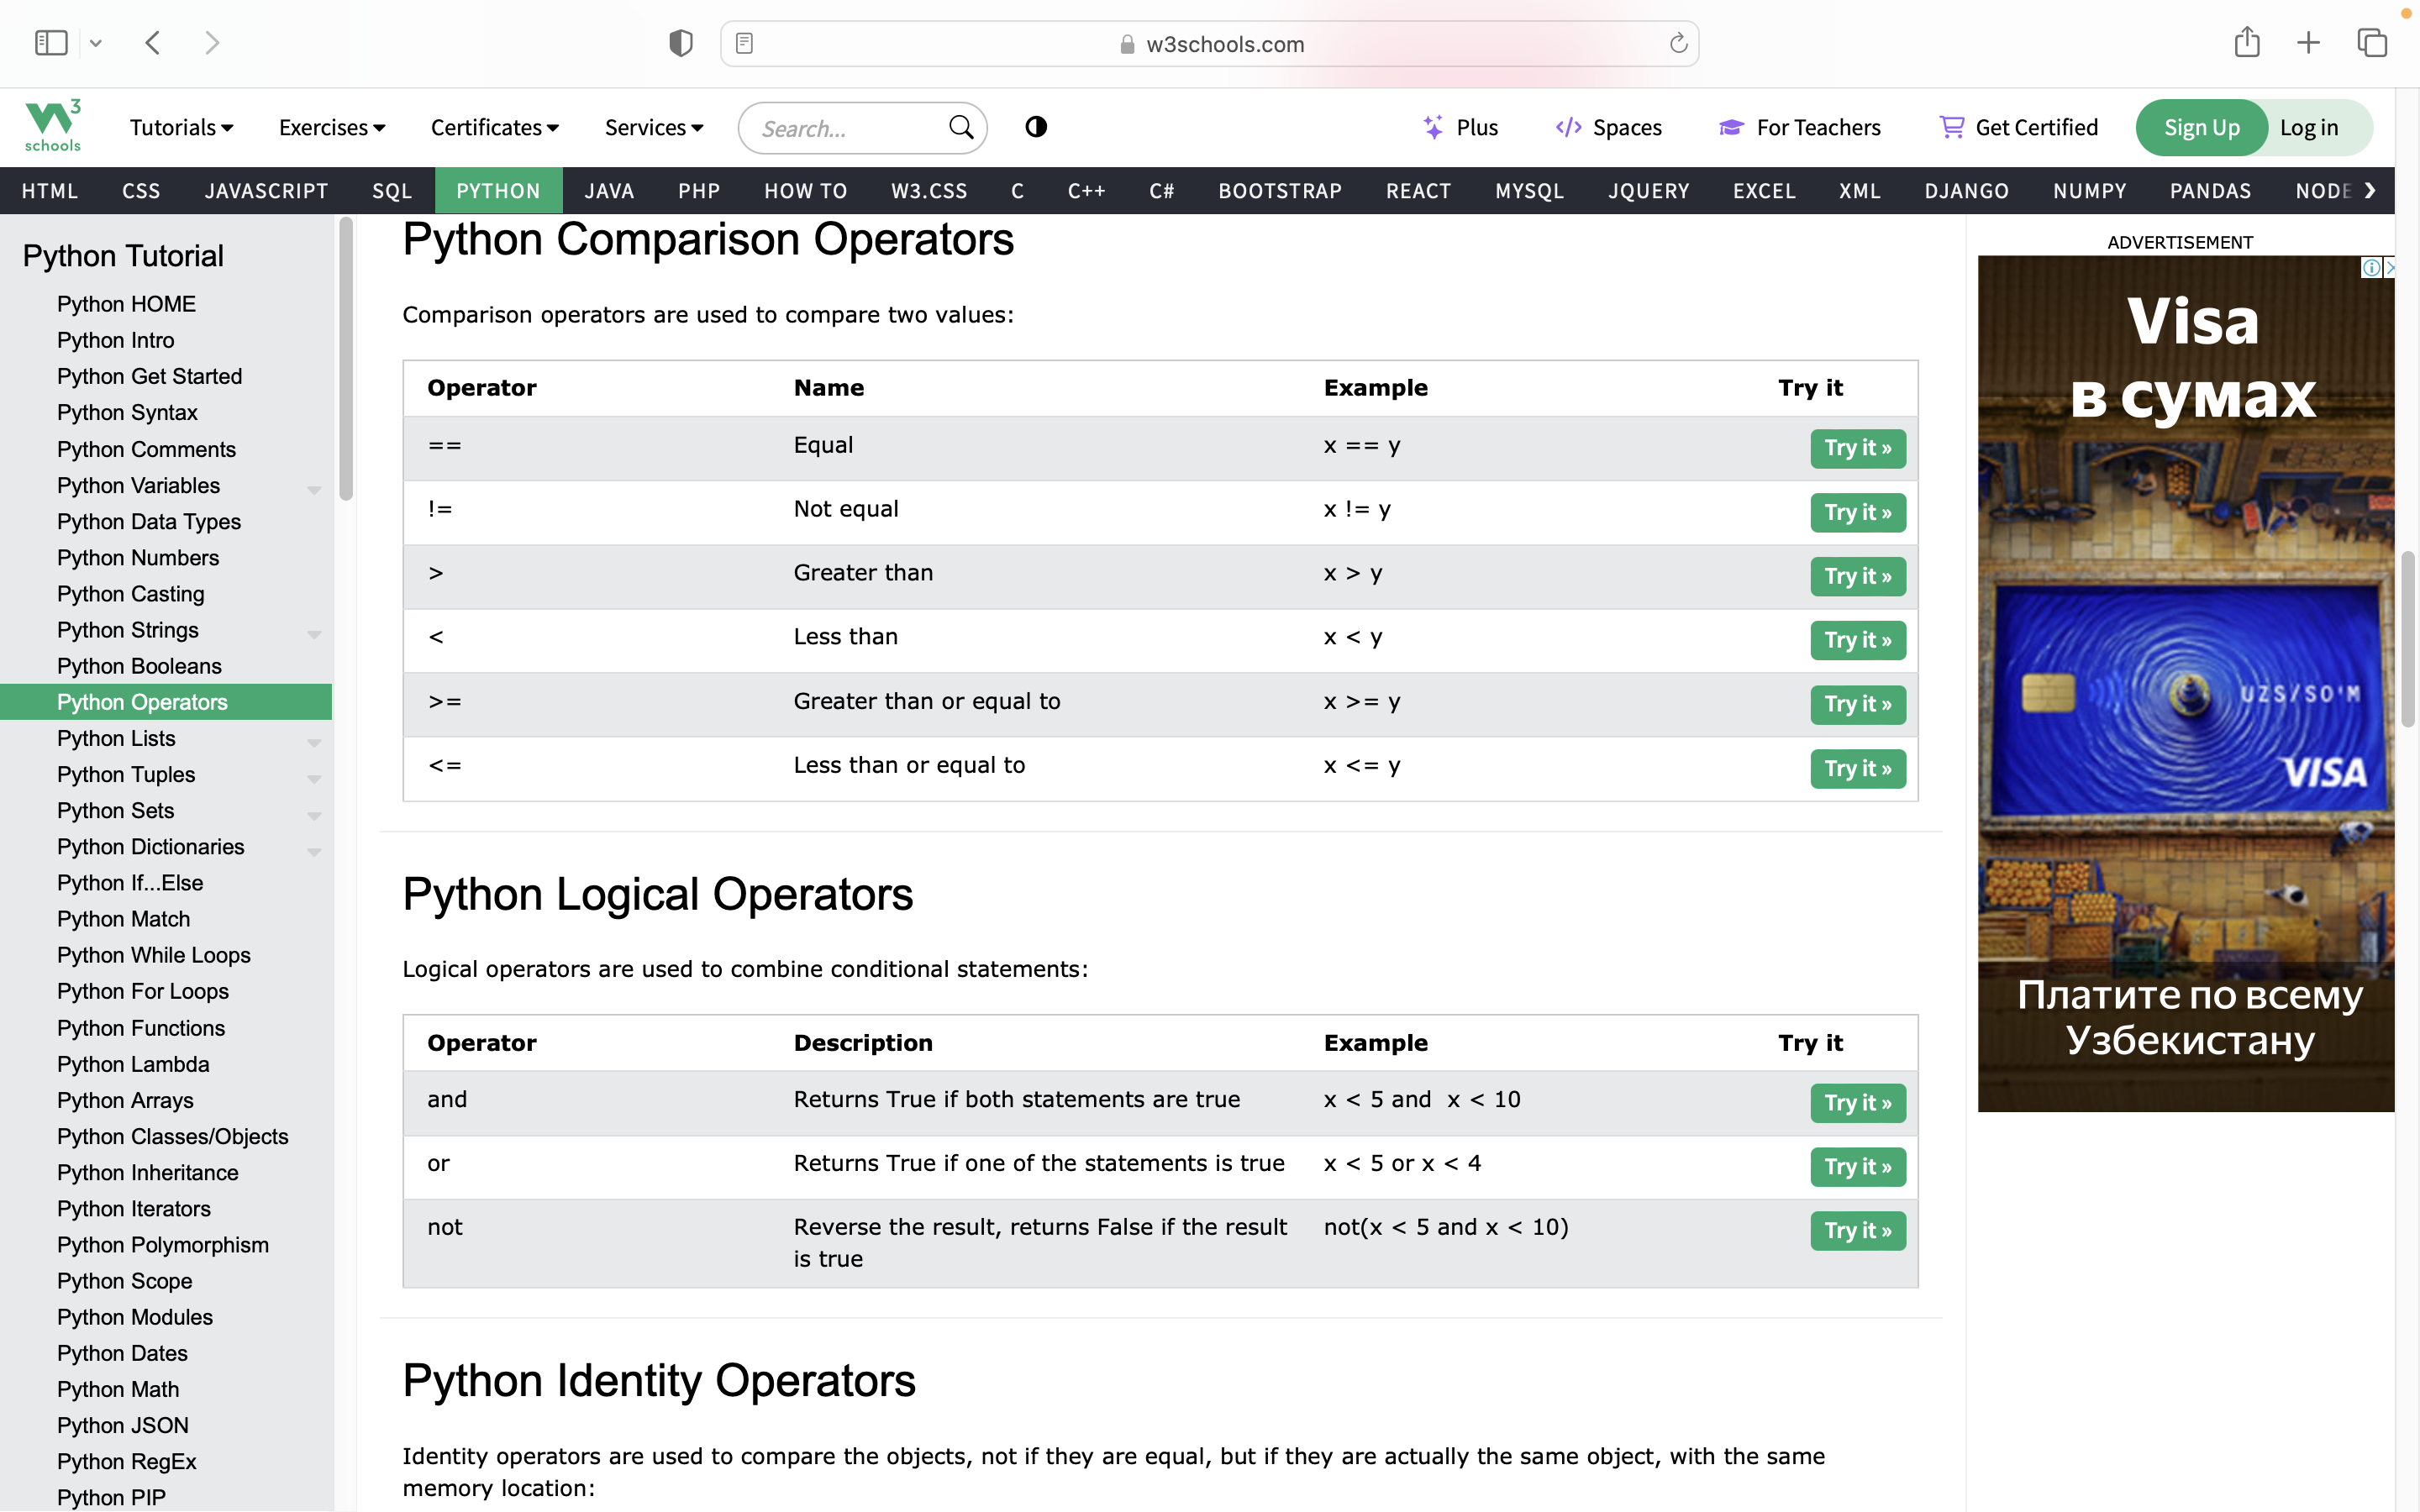 w3schools.com
W3 schools
Tutorials Exercises Certificates Services Search... Plus Spaces For Teachers Get Certified Sign Up Log in
HTML CSS JAVASCRIPT SQL PYTHON JAVA PHP HOW TO W3.CSS C C++ C# BOOTSTRAP REACT MYSQL JQUERY EXCEL XML DJANGO NUMPY PANDAS NODE
Python Tutorial
Python HOME
Python Intro
Python Get Started
Python Syntax
Python Comments
Python Variables
Python Data Types
Python Numbers
Python Casting
Python Strings
Python Booleans
Python Operators
Python Lists
Python Tuples
Python Sets
Python Dictionaries
Python If...Else
Python Match
Python While Loops
Python For Loops
Python Functions
Python Lambda
Python Arrays
Python Classes/Objects
Python Inheritance
Python Iterators
Python Polymorphism
Python Scope
Python Modules
Python Dates
Python Math
Python JSON
Python RegEx
Python PIP
Python Comparison Operators
Comparison operators are used to compare two values:
Operator Name Example Try it
== Equal x == y Try it »
!= Not equal x != y Try it »
> Greater than x > y Try it »
< Less than x < y Try it »
>= Greater than or equal to x >= y Try it »
<= Less than or equal to x <= y Try it »
Python Logical Operators
Logical operators are used to combine conditional statements:
Operator Description Example Try it
and Returns True if both statements are true x < 5 and  x < 10 Try it »
or Returns True if one of the statements is true x < 5 or x < 4 Try it »
not Reverse the result, returns False if the result not(x < 5 and x < 10) Try it »
is true
Python Identity Operators
Identity operators are used to compare the objects, not if they are equal, but if they are actually the same object, with the same
memory location:
ADVERTISEMENT
Visa
в сумах
UZS/SO'M
VISA
Платите по всему
Узбекистану